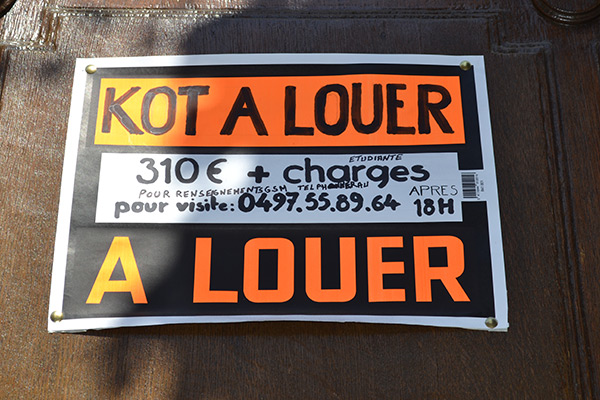 KOT A LOUER
ETUDIANTE
310 € + charges
POUR RENSEIGNEMENTS GSM
pour visite: 0497.55.89.64
APRES
18H
A LOUER